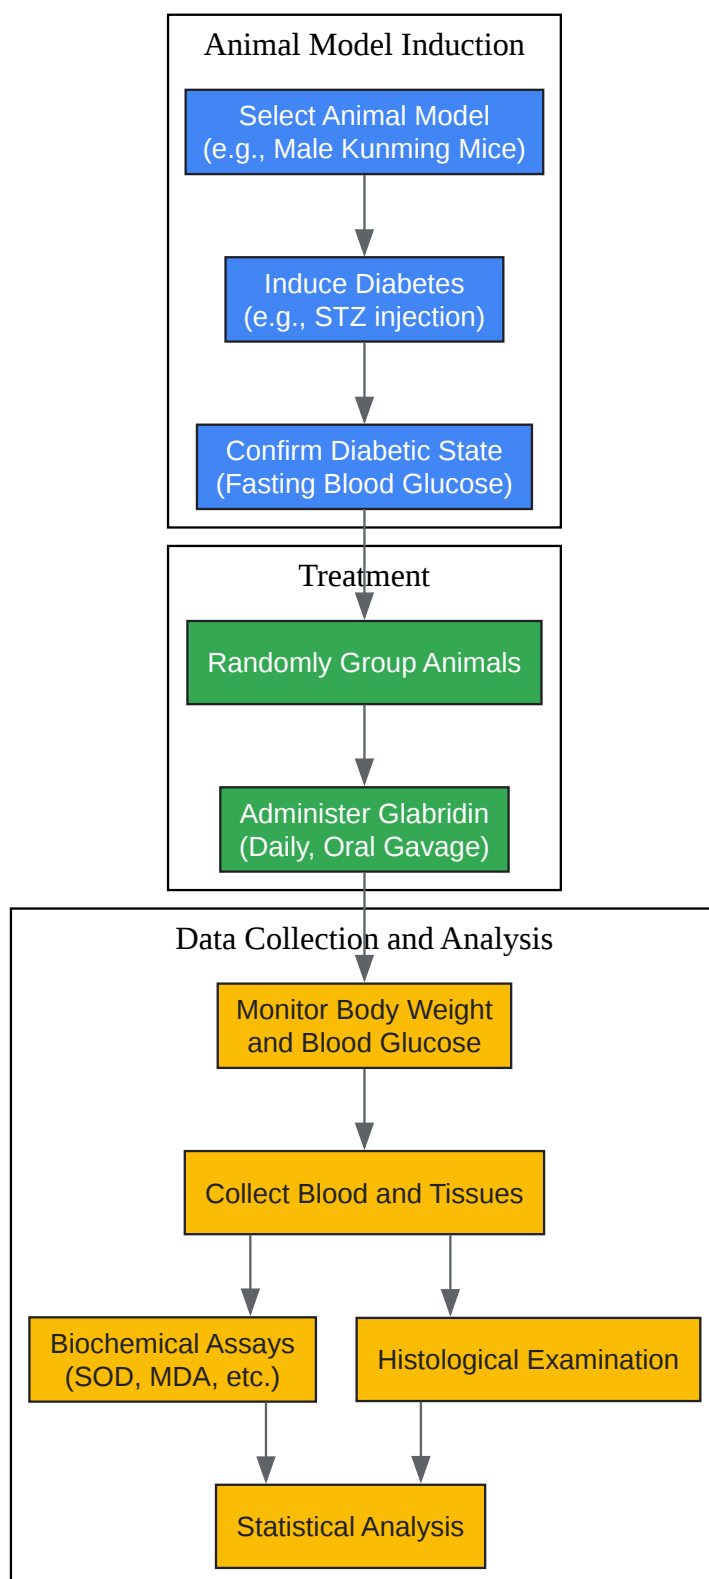 Animal Model Induction
Select Animal Model
(e.g., Male Kunming Mice)
Induce Diabetes
(e.g., STZ injection)
Confirm Diabetic State
(Fasting Blood Glucose)
Treatment
Randomly Group Animals
Administer Glabridin
(Daily, Oral Gavage)
Data Collection and Analysis
Monitor Body Weight
and Blood Glucose
Collect Blood and Tissues
Biochemical Assays
(SOD, MDA, etc.)
Histological Examination
Statistical Analysis